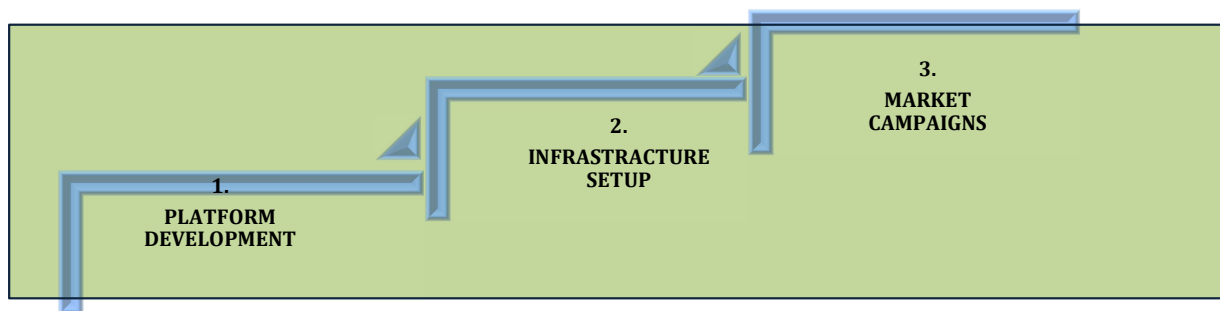 1.
PLATFORM
DEVELOPMENT
2.
INFRASTRACTURE
SETUP
3.
MARKET
CAMPAIGNS